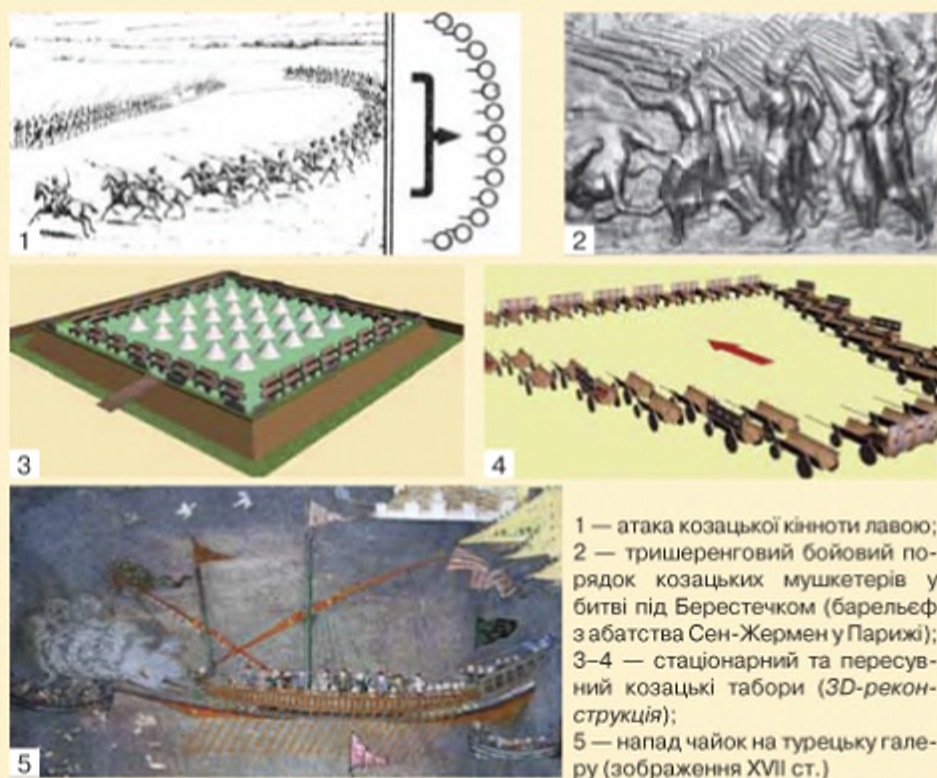 1
2
3
4
5
1 — атака козацької кінноти лавою;
2 — тришеренговий бойовий по-
рядок козацьких мушкетерів у
битві під Берестечком (барельєф
з абатства Сен-Жермен у Парижі);
3–4 — стаціонарний та пересув-
ний козацькі табори (3D-рекон-
струкція);
5 — напад чайок на турецьку гале-
ру (зображення XVII ст.)